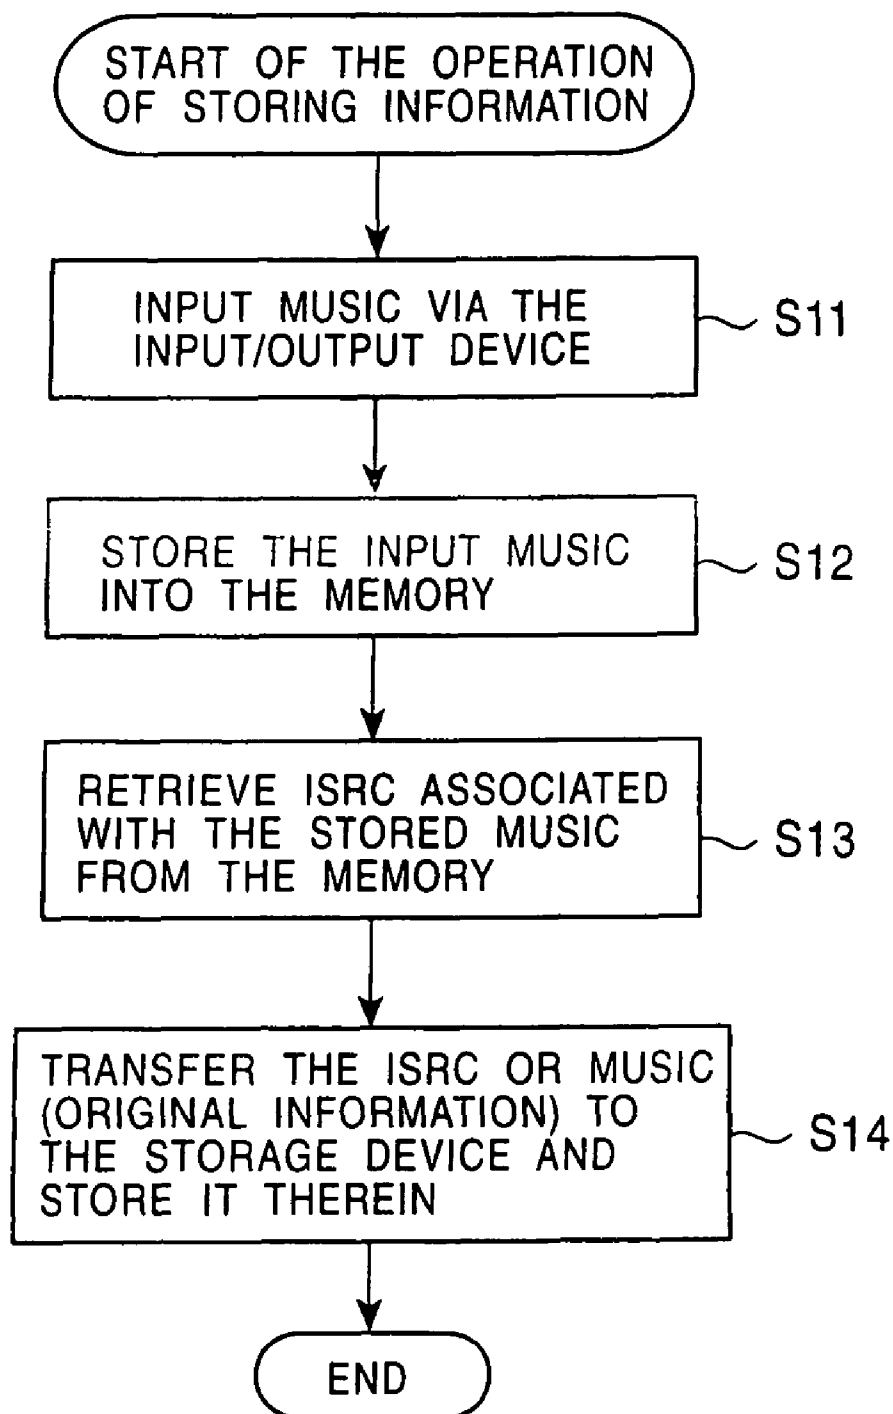 START OF THE OPERATION
OF STORING INFORMATION
INPUT MUSIC VIA THE
INPUT/OUTPUT DEVICE
S11
STORE THE INPUT MUSIC
INTO THE MEMORY
S12
RETRIEVE ISRC ASSOCIATED
WITH THE STORED MUSIC
FROM THE MEMORY
S13
TRANSFER THE ISRC OR MUSIC
(ORIGINAL INFORMATION) TO
THE STORAGE DEVICE AND
STORE IT THEREIN
S14
END